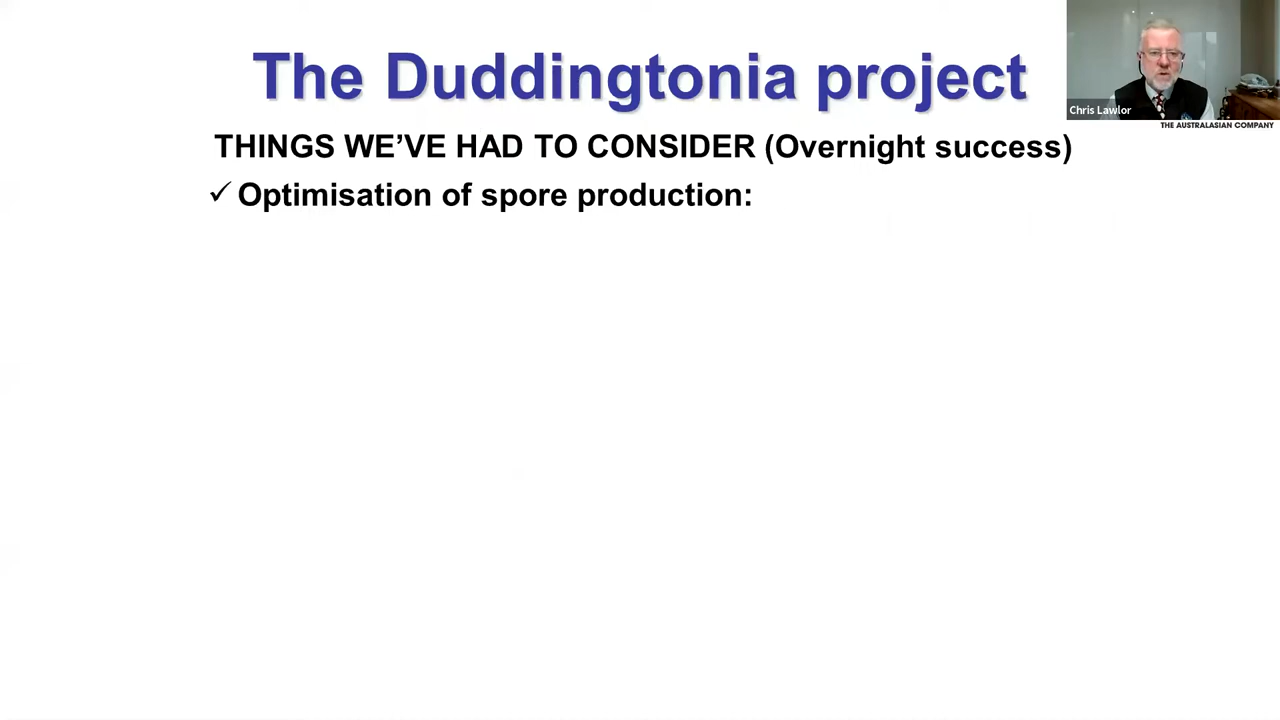 The Duddingtonia project
Chris Lawlor
THE AUSTRALASIAN COMPANY
THINGS WE’VE HAD TO CONSIDER (Overnight success)
✓ Optimisation of spore production: